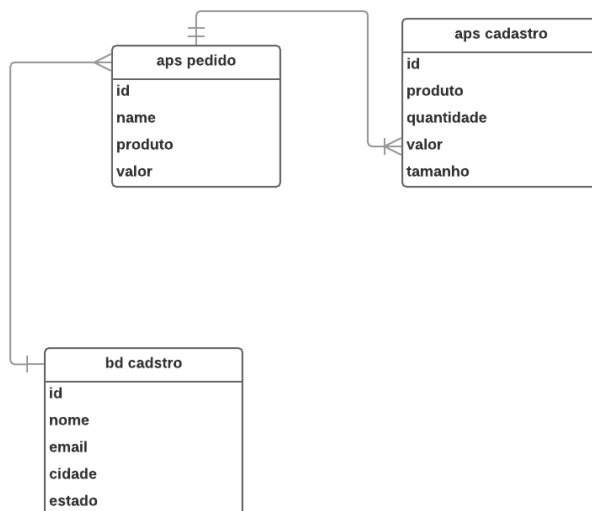 aps pedido
id
name
produto
valor
aps cadastro
id
produto
quantidade
valor
tamanho
bd cadstro
id
nome
email
cidade
estado